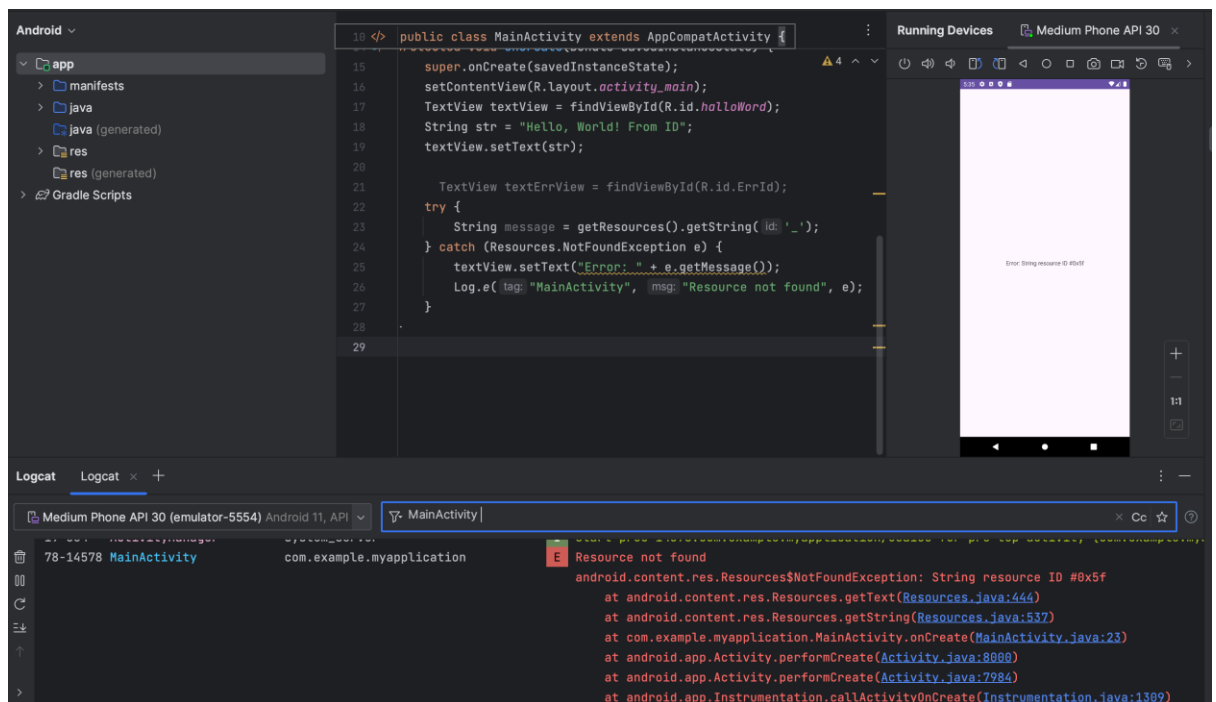 Android
app
manifests
java
java (generated)
res
res (generated)
Gradle Scripts
10 </> public class MainActivity extends AppCompatActivity {
15 super.onCreate(savedInstanceState);
16 setContentView(R.layout.activity_main);
17 TextView textView = findViewById(R.id.halloWord);
18 String str = "Hello, World! From ID";
19 textView.setText(str);
20
21 TextView textErrView = findViewById(R.id.ErrId);
22 try {
23 String message = getResources().getString( id: '_');
24 } catch (Resources.NotFoundException e) {
25 textView.setText("Error: " + e.getMessage());
26 Log.e( tag: "MainActivity", msg: "Resource not found", e);
27 }
28
29
4
Running Devices Medium Phone API 30
5:35
Error: String resource ID #0x5f
1:1
Logcat Logcat
Medium Phone API 30 (emulator-5554) Android 11, API
MainActivity
Cc
78-14578 MainActivity com.example.myapplication E Resource not found
android.content.res.Resources$NotFoundException: String resource ID #0x5f
at android.content.res.Resources.getText(Resources.java:444)
at android.content.res.Resources.getString(Resources.java:537)
at com.example.myapplication.MainActivity.onCreate(MainActivity.java:23)
at android.app.Activity.performCreate(Activity.java:8000)
at android.app.Activity.performCreate(Activity.java:7984)
at android.app.Instrumentation.callActivityOnCreate(Instrumentation.java:1309)